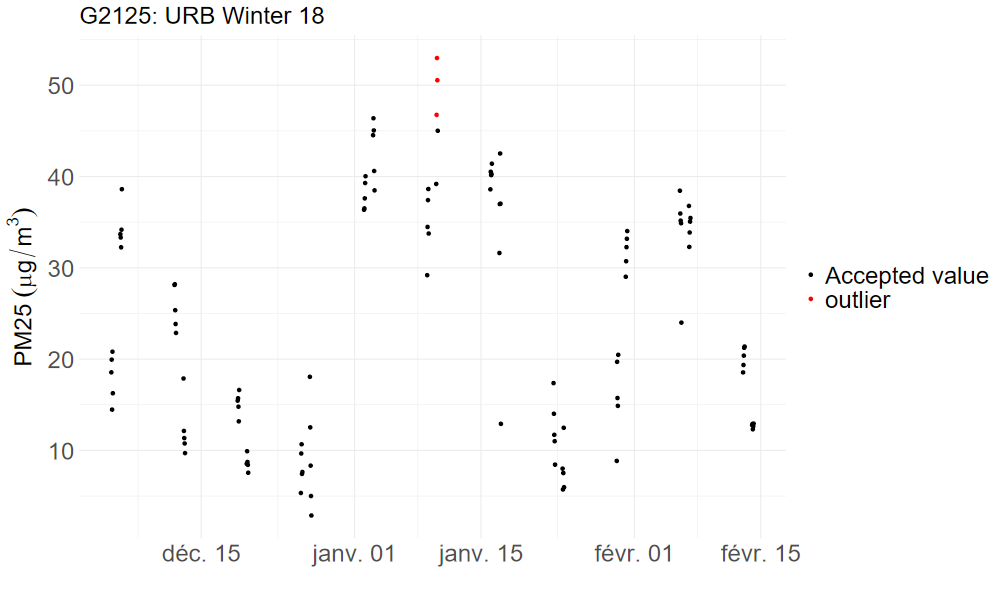 G2125: URB Winter 18
PM25 (μg/m³)
50
40
30
20
10
déc. 15
janv. 01
janv. 15
févr. 01
févr. 15
Accepted value
outlier